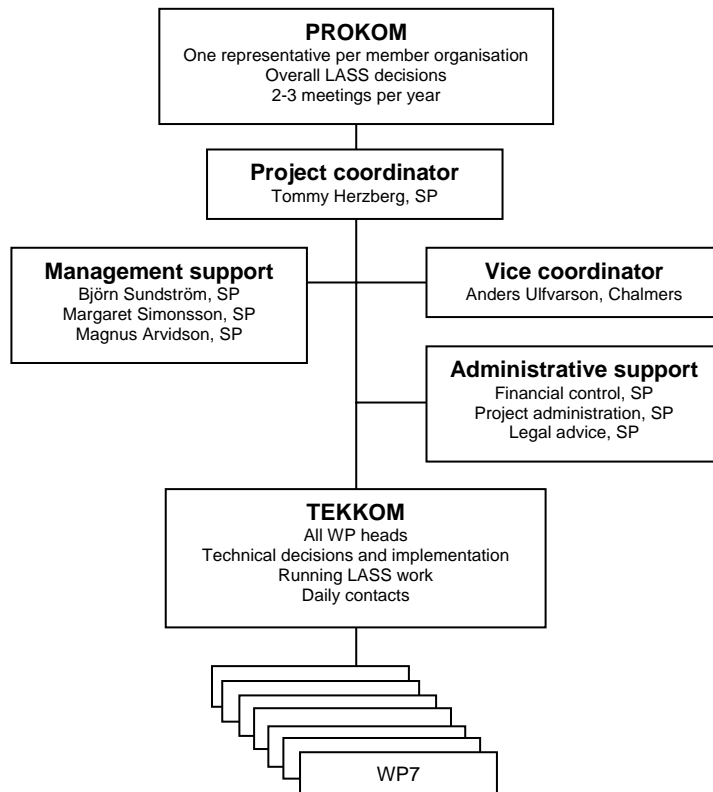 PROKOM
One representative per member organisation
Overall LASS decisions
2-3 meetings per year
Project coordinator
Tommy Herzberg, SP
Management support
Björn Sundström, SP
Margaret Simonsson, SP
Magnus Arvidson, SP
Vice coordinator
Anders Ulfvarson, Chalmers
Administrative support
Financial control, SP
Project administration, SP
Legal advice, SP
TEKKOM
All WP heads
Technical decisions and implementation
Running LASS work
Daily contacts
WP7